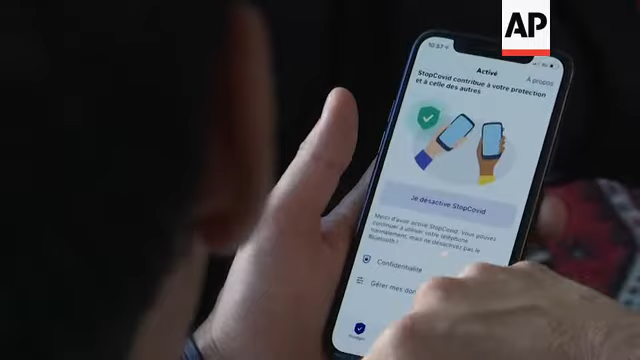 AP
10:57
Activé
À propos
StopCovid contribue à votre protection
et à celle des autres
Je désactive StopCovid
Merci d'avoir activé StopCovid. Vous pouvez
continuer à utiliser votre téléphone
normalement, mais ne désactivez pas le
Bluetooth !
Confidentialité
Gérer mes don